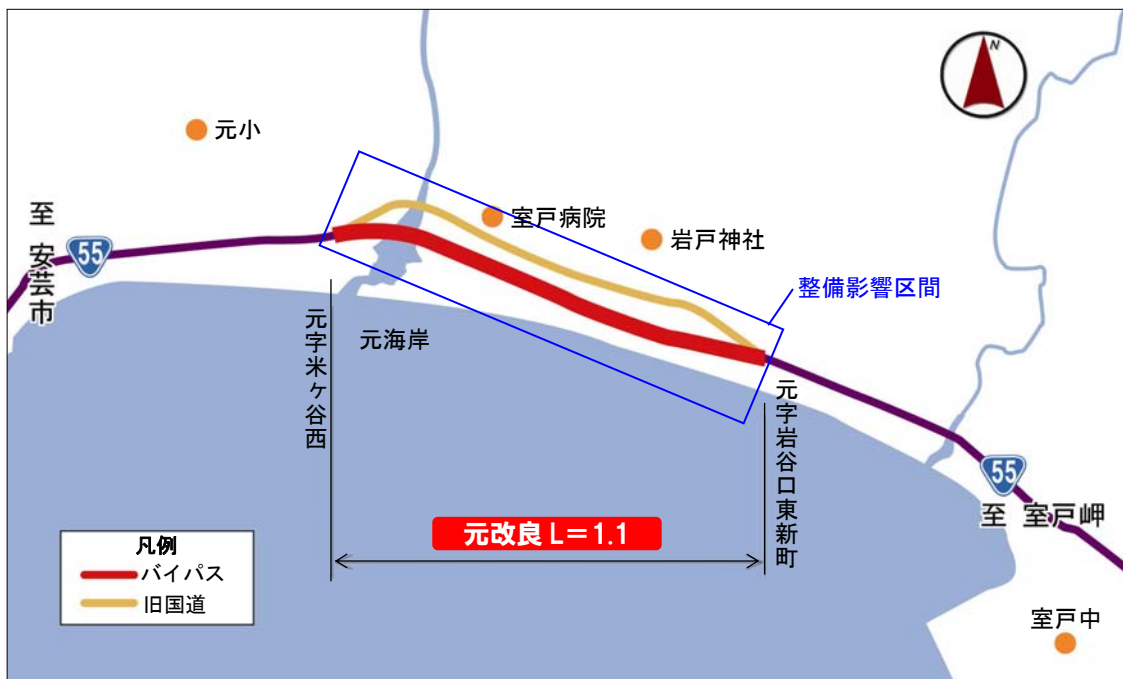 N
元小
室戸病院
岩戸神社
至 安芸市
55
整備影響区間
元字米ヶ谷西
元海岸
元字岩谷口東新町
55
至 室戸岬
元改良 L=1.1
凡例
バイパス
旧国道
室戸中